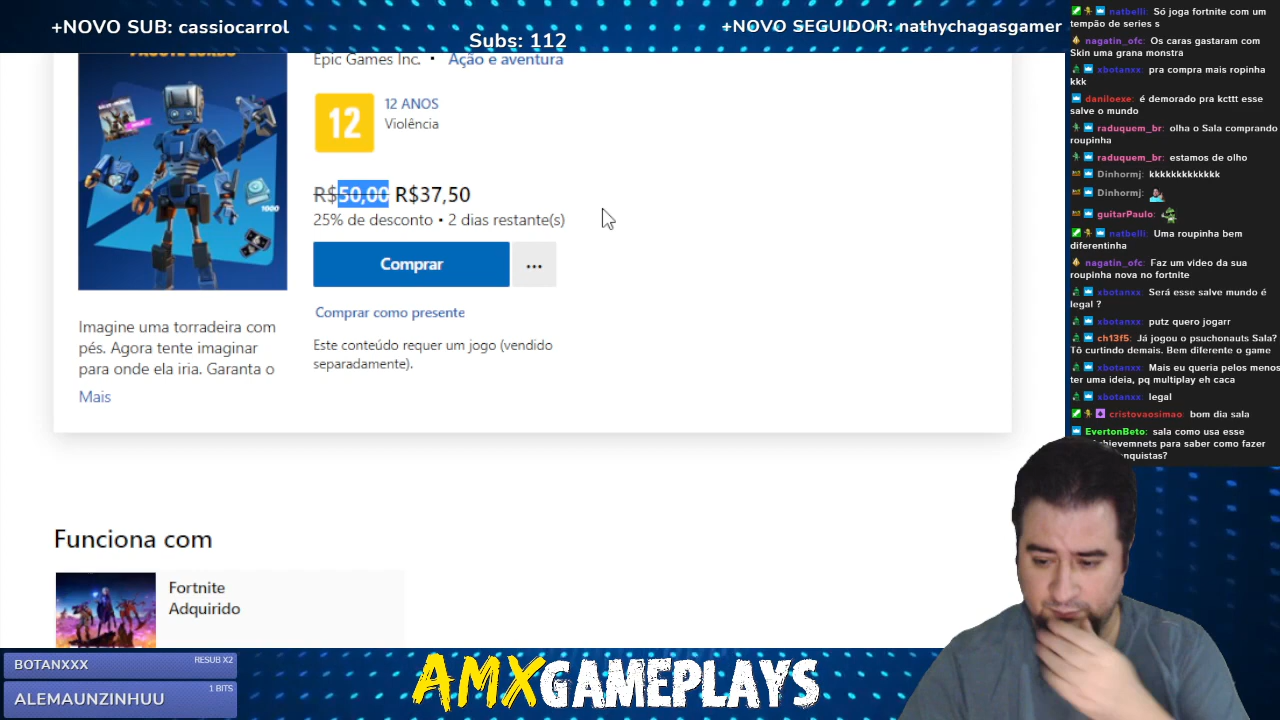 +NOVO SUB: cassiocarrol
Subs: 112
+NOVO SEGUIDOR: nathychagasgamer
Epic Games Inc. • Ação e aventura
12
12 ANOS
Violência
R$50,00 R$37,50
25% de desconto • 2 dias restante(s)
Comprar
...
Comprar como presente
Este conteúdo requer um jogo (vendido
separadamente).
1000
Imagine uma torradeira com
pés. Agora tente imaginar
para onde ela iria. Garanta o
Mais
Funciona com
Fortnite
Adquirido
natbelli: Só joga fortnite com um
tempão de series s
nagatin_ofc: Os caras gastaram com
Skin uma grana monstra
xbotanxx: pra compra mais ropinha
kkk
daniloexe: é demorado pra kcttt esse
salve o mundo
raduquem_br: olha o Sala comprando
roupinha
raduquem_br: estamos de olho
Dinhormj: kkkkkkkkkkkkk
Dinhormj:
guitarPaulo:
natbelli: Uma roupinha bem
diferentinha
nagatin_ofc: Faz um video da sua
roupinha nova no fortnite
xbotanxx: Será esse salve mundo é
legal ?
xbotanxx: putz quero jogarr
ch13f5: Já jogou o psuchonauts Sala?
Tô curtindo demais. Bem diferente o game
xbotanxx: Mais eu queria pelos menos
ter uma ideia, pq multiplay eh caca
xbotanxx: legal
cristovaosimao: bom dia sala
EvertonBeto: sala como usa esse
para saber como fazer
BOTANXXX
RESUB X2
ALEMAUNZINHUU
1 BITS
AMXGAMEPLAYS